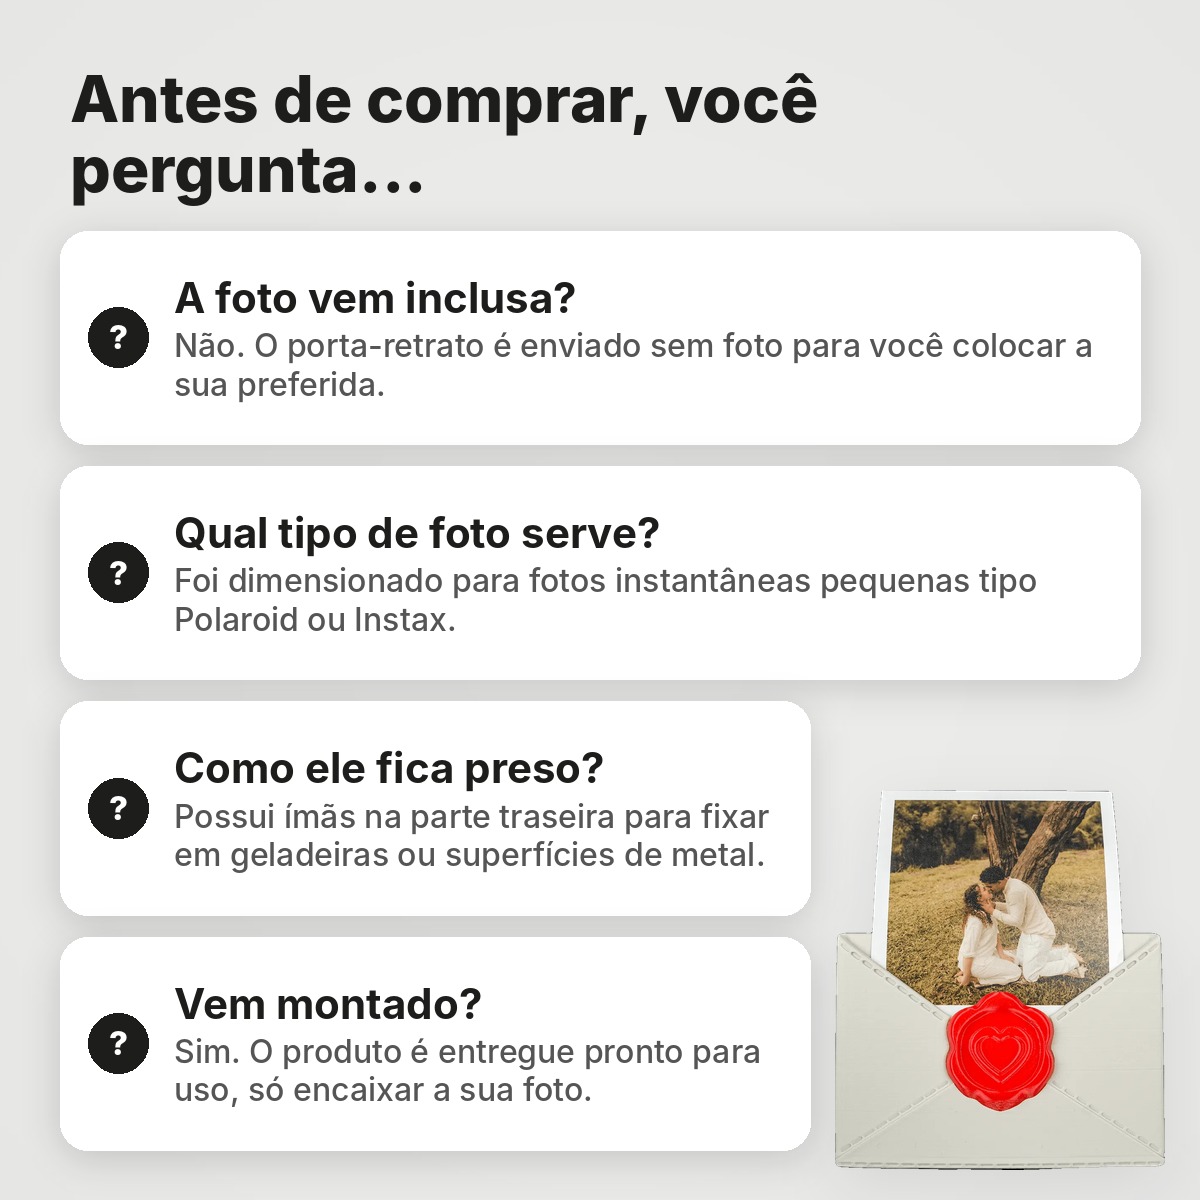 Antes de comprar, você
pergunta...
?
A foto vem inclusa?
Não. O porta-retrato é enviado sem foto para você colocar a
sua preferida.
?
Qual tipo de foto serve?
Foi dimensionado para fotos instantâneas pequenas tipo
Polaroid ou Instax.
?
Como ele fica preso?
Possui ímãs na parte traseira para fixar
em geladeiras ou superfícies de metal.
?
Vem montado?
Sim. O produto é entregue pronto para
uso, só encaixar a sua foto.